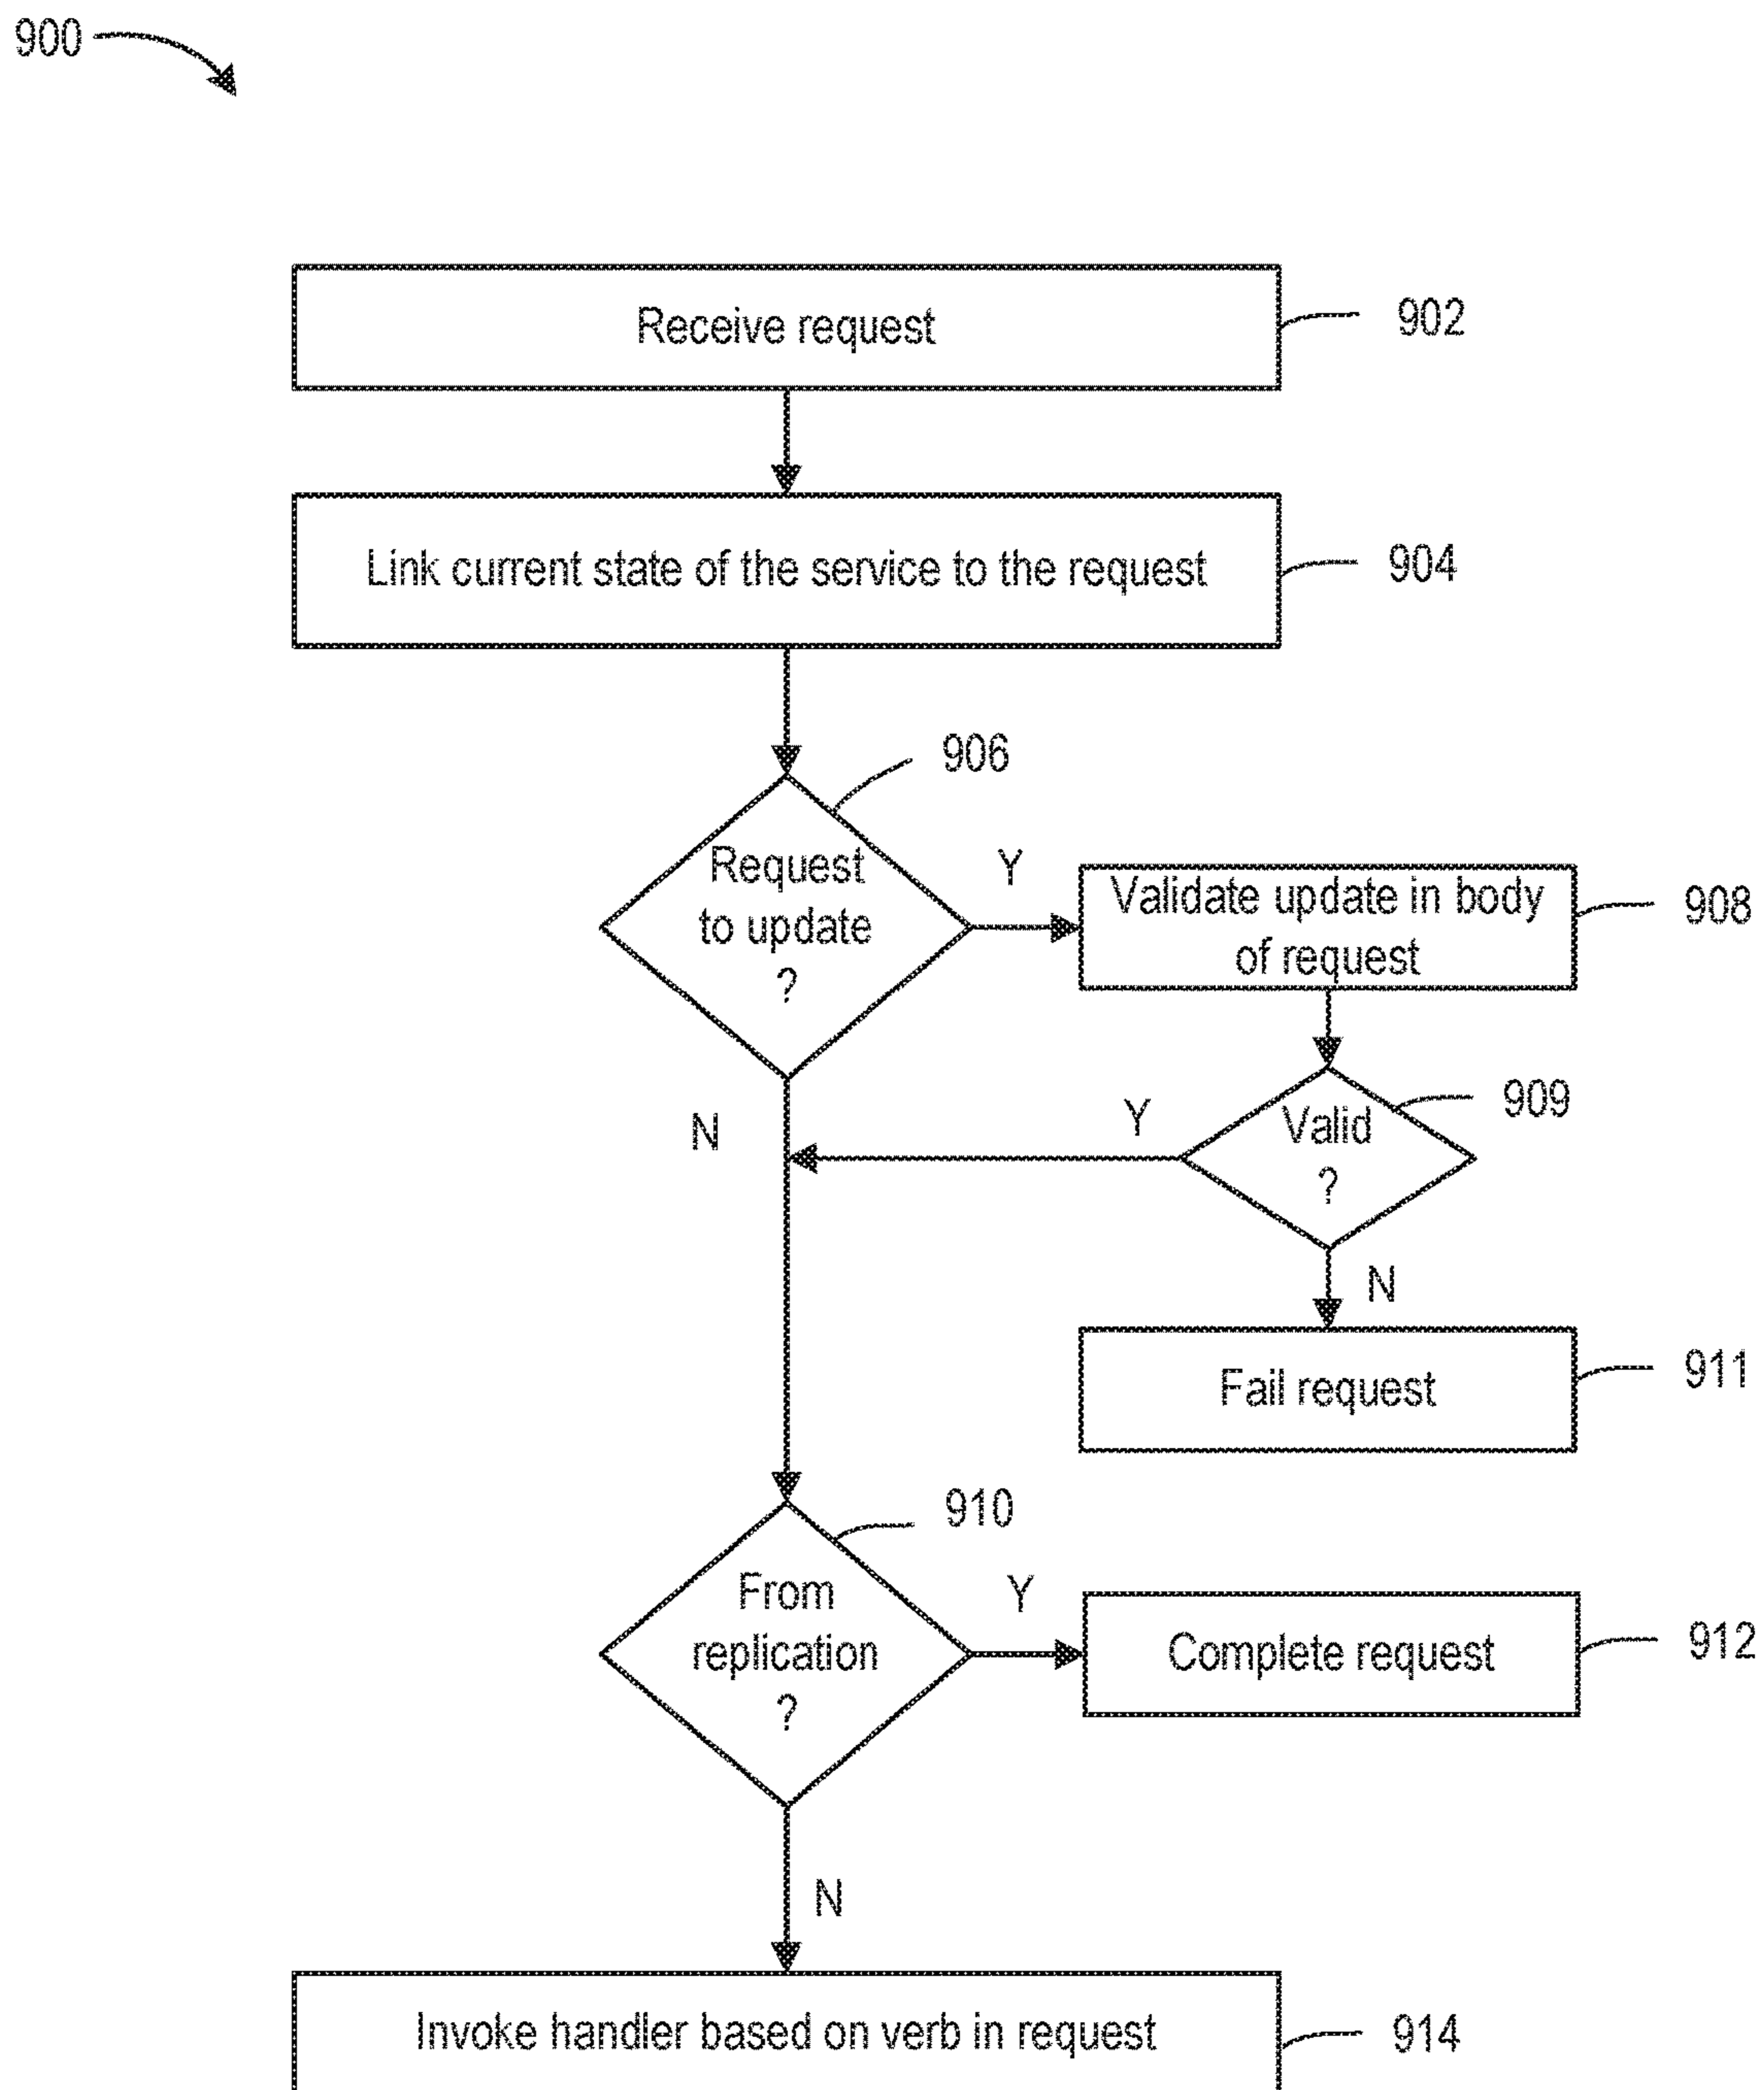 900
Receive request
902
Link current state of the service to the request
904
906
Request
to update
?
Y
Validate update in body
of request
908
N
Y
Valid
?
909
N
Fail request
911
910
From
replication
?
Y
Complete request
912
N
Invoke handler based on verb in request
914